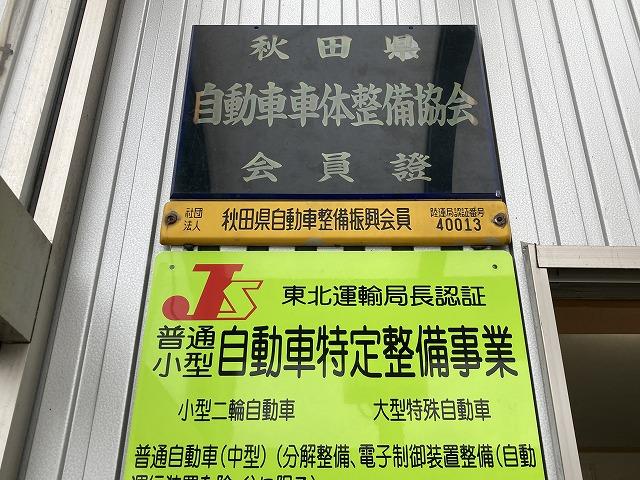 秋田県
自動車車体整備協会
会員證
社団法人 秋田県自動車整備振興会員 陸運局認証番号 40013
JS 東北運輸局長認証
普通小型 自動車特定整備事業
小型二輪自動車 大型特殊自動車
普通自動車(中型)(分解整備、電子制御装置整備(自動